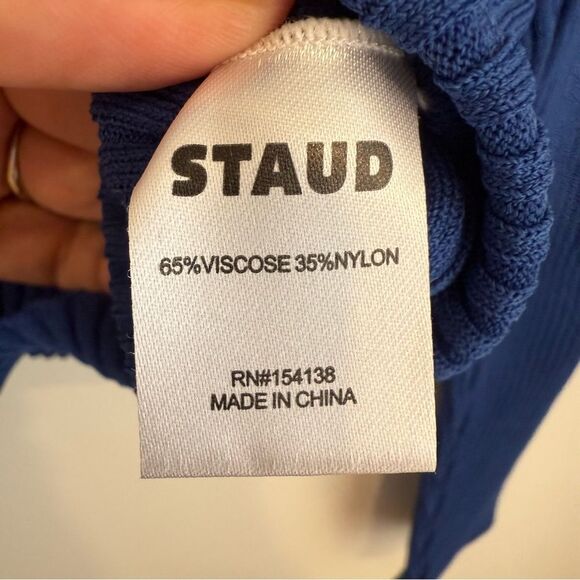 STAUD
65%VISCOSE 35%NYLON
RN#154138
MADE IN CHINA